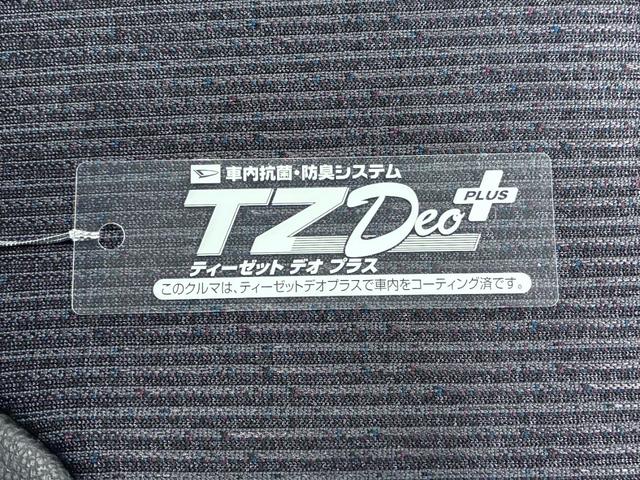 車内抗菌・防臭システム
TZ Deo PLUS
ティーゼット デオ プラス
このクルマは、ティーゼットデオプラスで車内をコーティング済です。